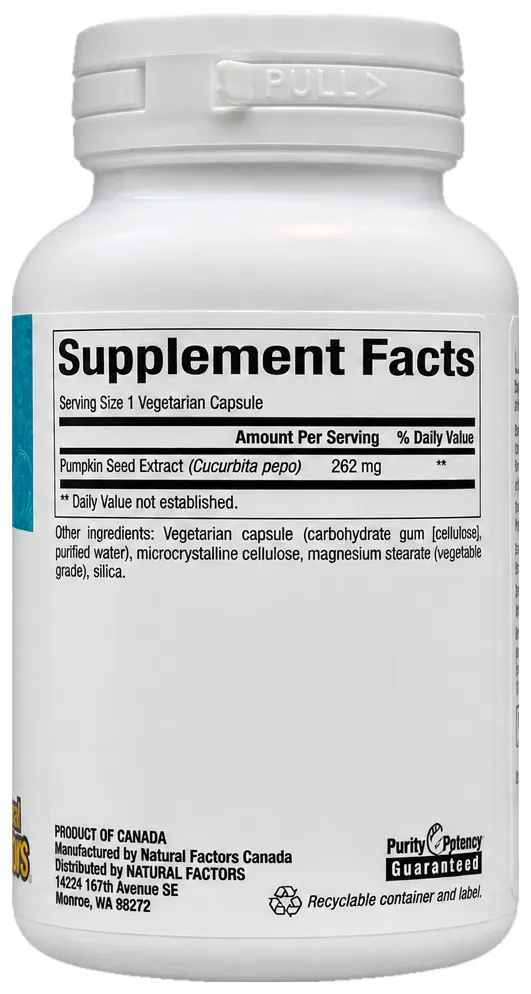 PULL>
Supplement Facts
Serving Size 1 Vegetarian Capsule
Amount Per Serving % Daily Value
Pumpkin Seed Extract (Cucurbita pepo) 262 mg **
** Daily Value not established.
Other ingredients: Vegetarian capsule (carbohydrate gum [cellulose],
purified water), microcrystalline cellulose, magnesium stearate (vegetable
grade), silica.
PRODUCT OF CANADA
Manufactured by Natural Factors Canada
Distributed by NATURAL FACTORS
14224 167th Avenue SE
Monroe, WA 98272
Purity Potency
Guaranteed
Recyclable container and label.